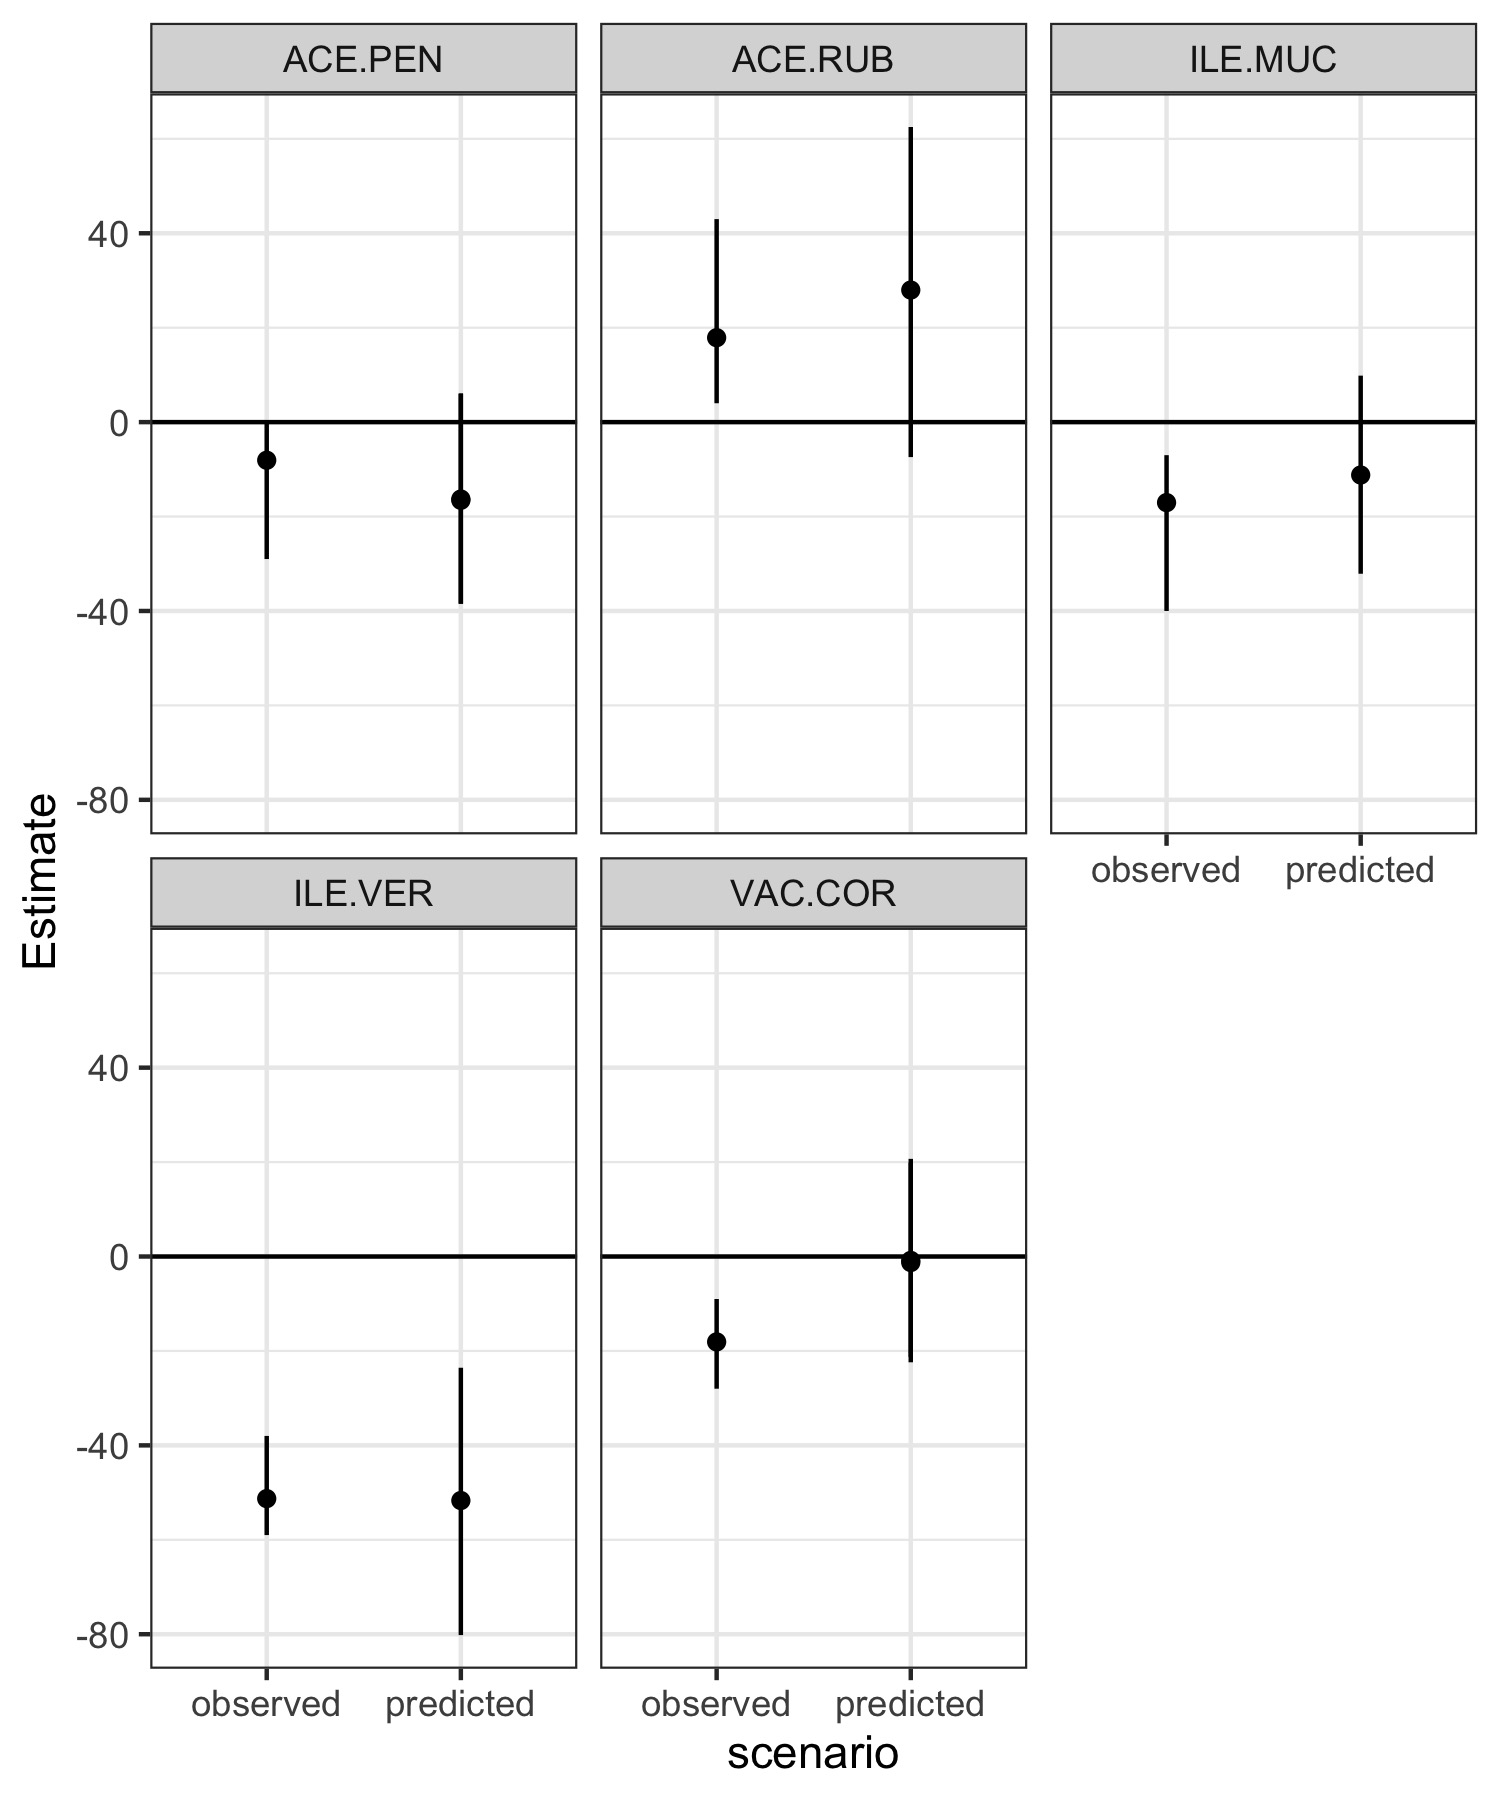 ACE.PEN
ACE.RUB
ILE.MUC
40
0
-40
-80
observed predicted
Estimate
ILE.VER
VAC.COR
40
0
-40
-80
observed predicted
observed predicted
scenario